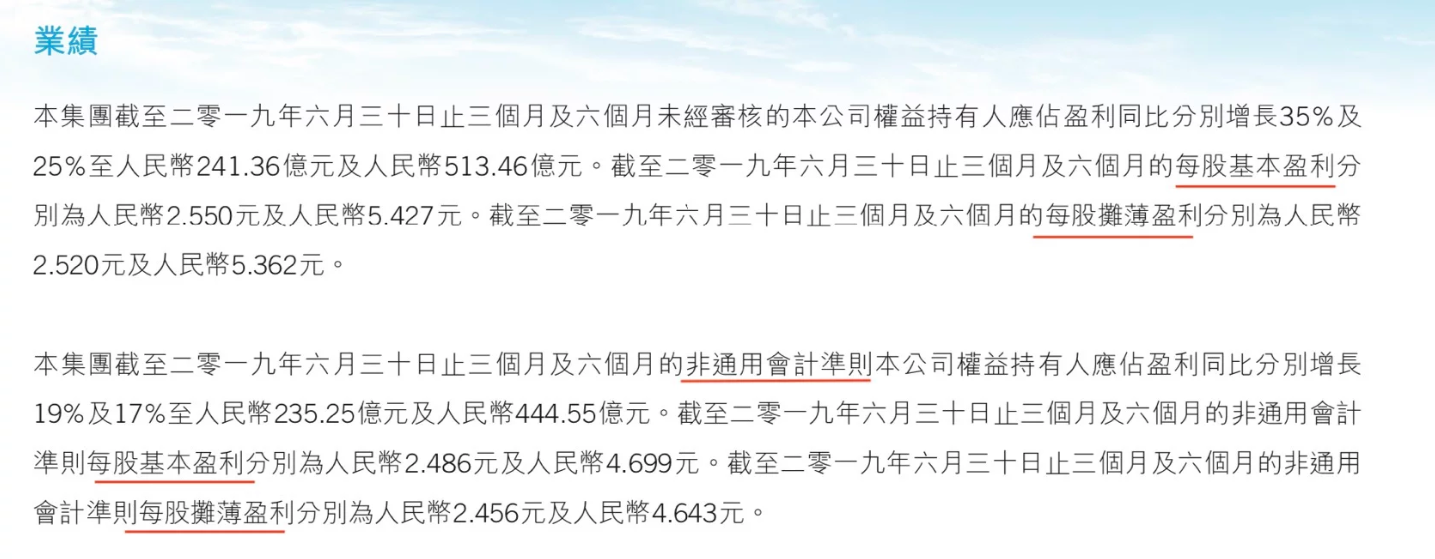 業績
本集團截至二零一九年六月三十日止三個月及六個月未經審核的本公司權益持有人應佔盈利同比分別增長35%及
25%至人民幣241.36億元及人民幣513.46億元。截至二零一九年六月三十日止三個月及六個月的每股基本盈利分
別為人民幣2.550元及人民幣5.427元。截至二零一九年六月三十日止三個月及六個月的每股攤薄盈利分別為人民幣
2.520元及人民幣5.362元。
本集團截至二零一九年六月三十日止三個月及六個月的非通用會計準則本公司權益持有人應佔盈利同比分別增長
19%及17%至人民幣235.25億元及人民幣444.55億元。截至二零一九年六月三十日止三個月及六個月的非通用會計
準則每股基本盈利分別為人民幣2.486元及人民幣4.699元。截至二零一九年六月三十日止三個月及六個月的非通用
會計準則每股攤薄盈利分別為人民幣2.456元及人民幣4.643元。